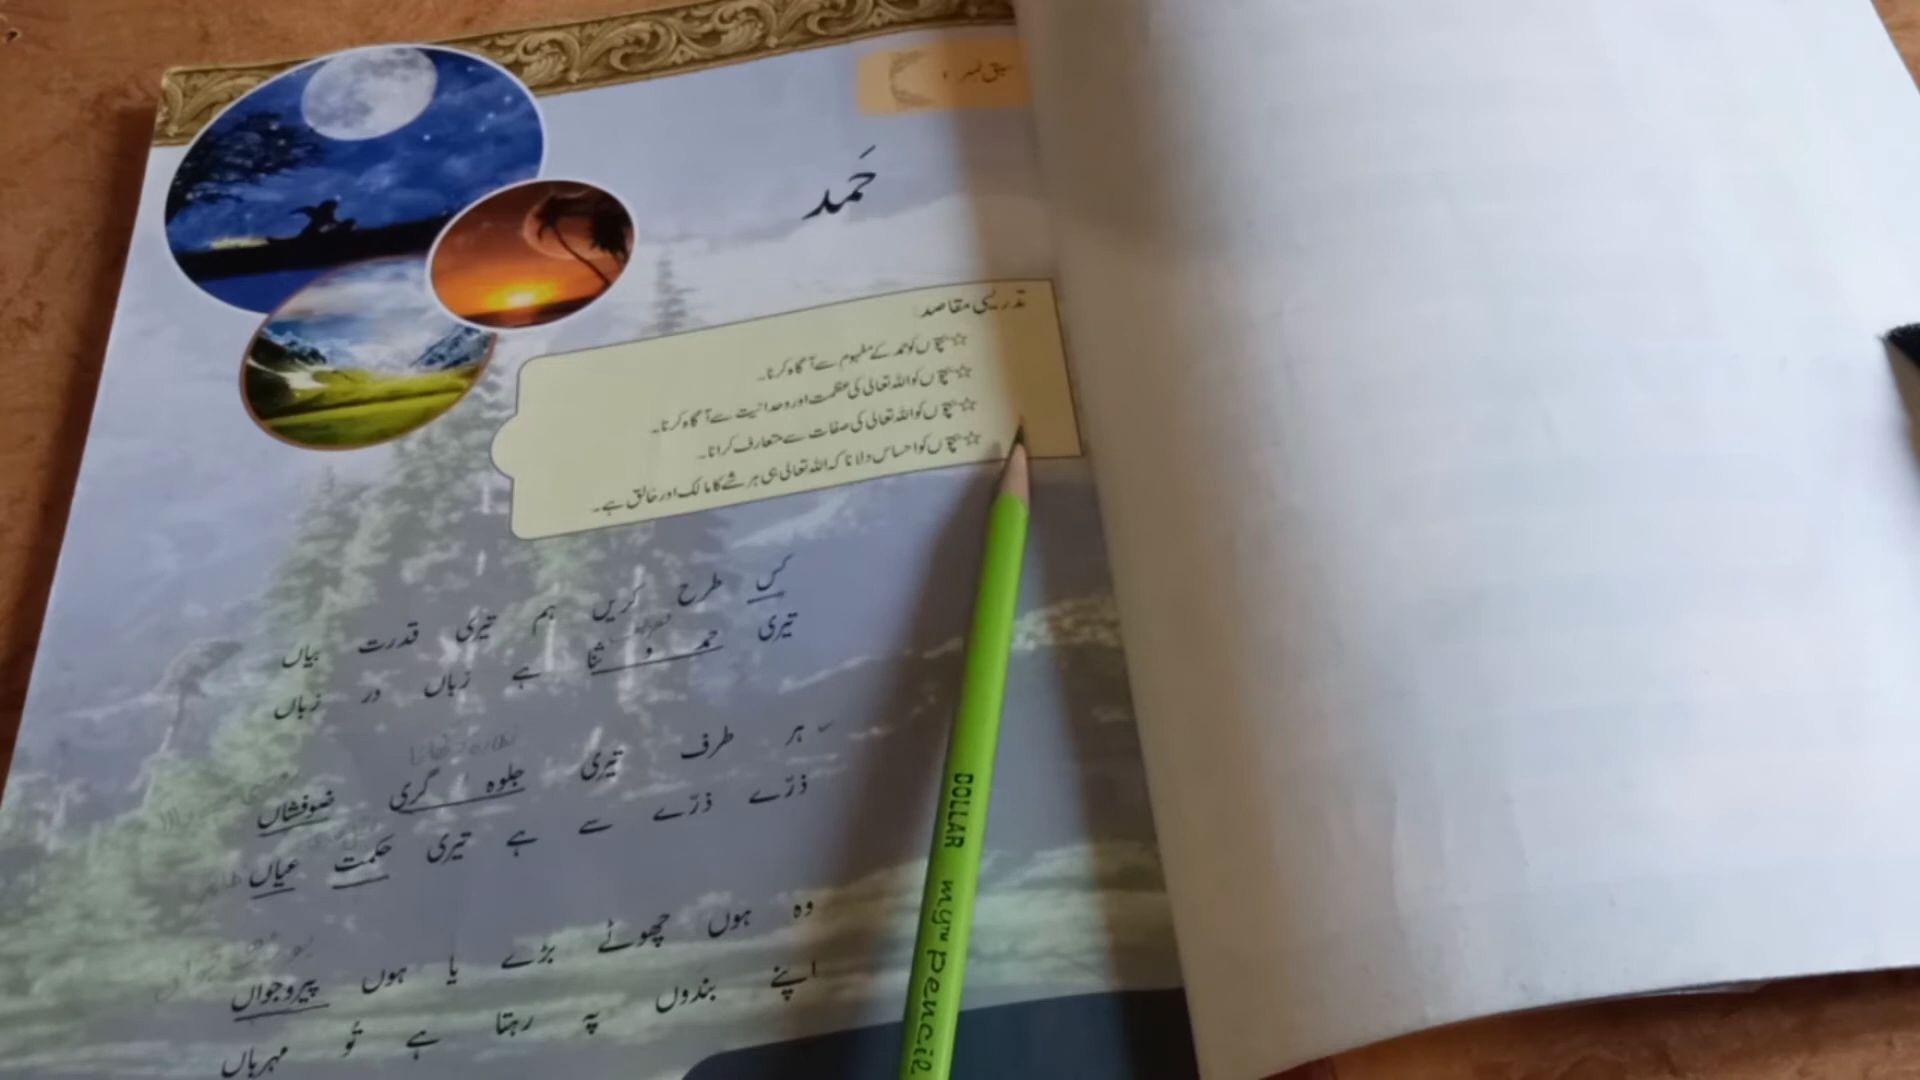 سبق نمبر ۱
حَمد
تدریسی مقاصد:
☆ بچّوں کو حمد کے مفہوم سے آگاہ کرنا۔
☆ بچّوں کو اللہ تعالیٰ کی عظمت اور وحدانیت سے آگاہ کرنا۔
☆ بچّوں کو اللہ تعالیٰ کی صفات سے متعارف کرانا۔
☆ بچّوں کو احساس دلانا کہ اللہ تعالیٰ ہی ہر شے کا مالک اور خالق ہے۔
کس طرح کریں ہم تیری قدرت بیاں
تیری حمد و ثنا ہے زباں در زباں
ہر طرف تیری جلوہ گری ضوفشاں
ذرّے ذرّے سے ہے تیری حکمت عیاں
وہ ہوں چھوٹے بڑے یا ہوں پیروجواں
اپنے بندوں پہ رہتا ہے تُو مہرباں
DOLLAR my pencil